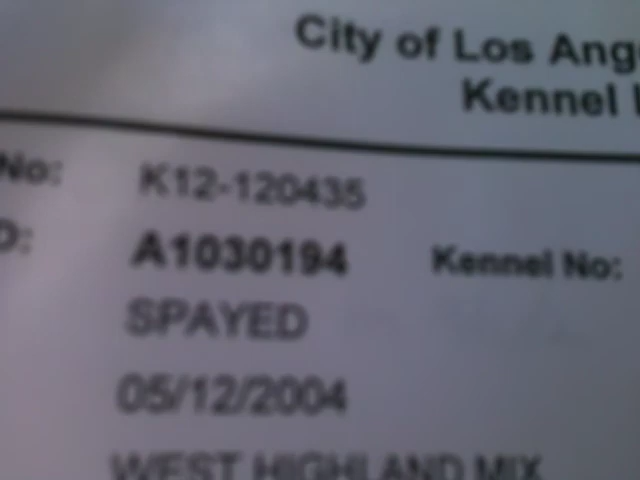 City of Los Ang
Kennel
No: K12-120435
D: A1030194 Kennel No:
SPAYED
05/12/2004
WEST HIGHLAND MIX